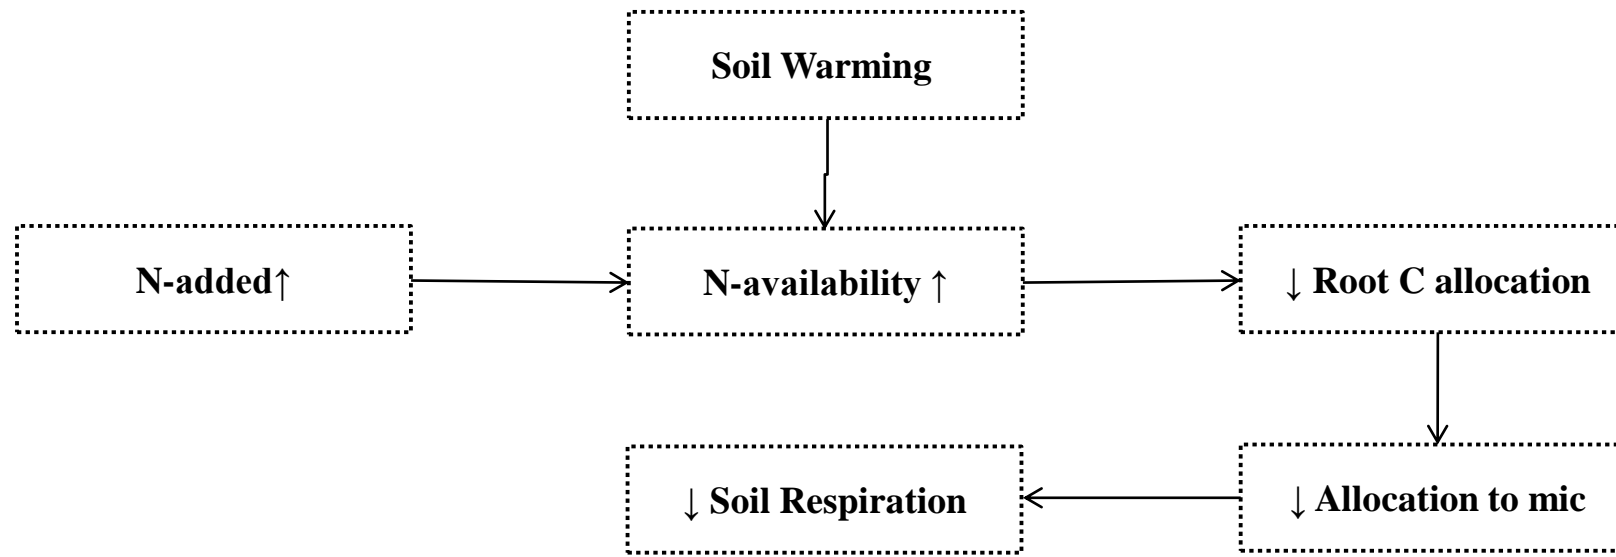 Soil Warming
N-added↑
N-availability ↑
↓ Root C allocation
↓ Soil Respiration
↓ Allocation to mic